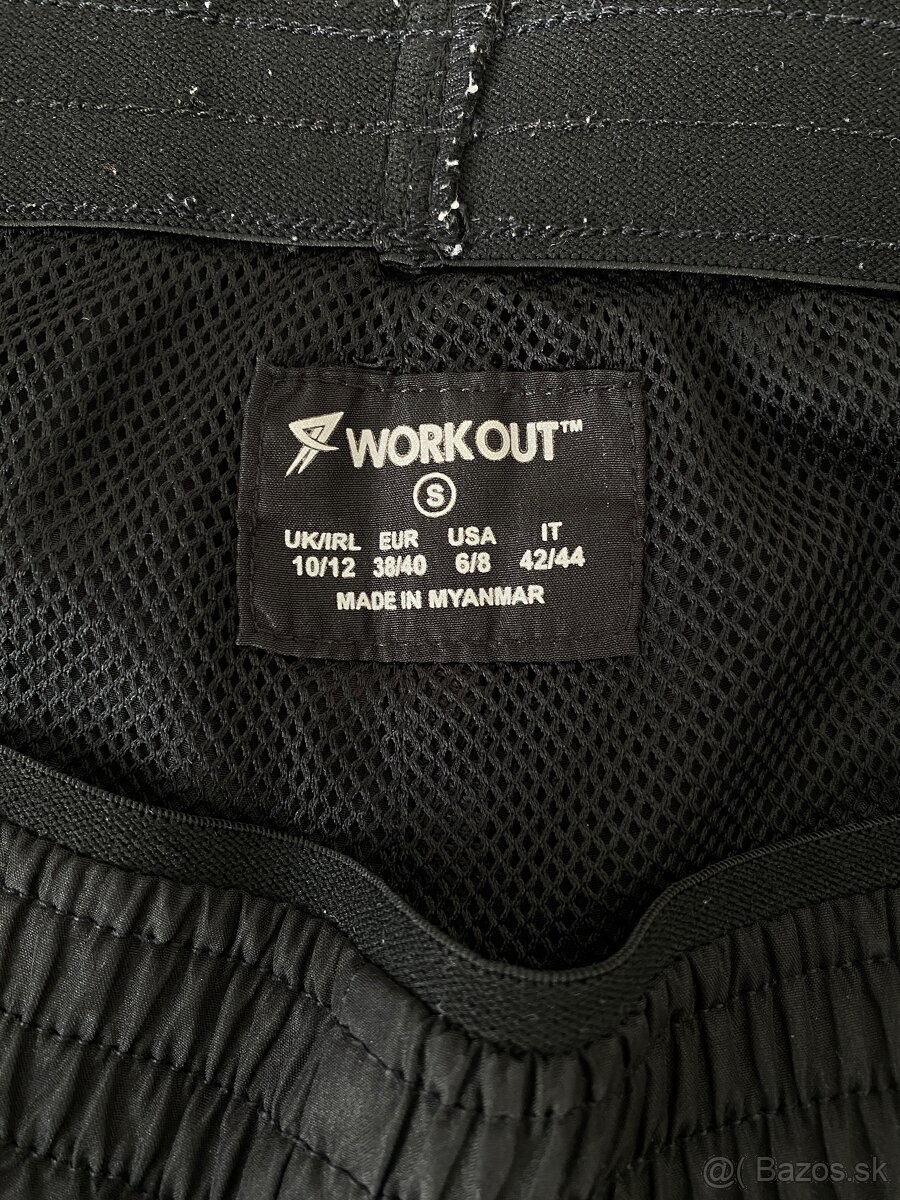 WORKOUT™
S
UK/IRL EUR USA IT
10/12 38/40 6/8 42/44
MADE IN MYANMAR
@( Bazos.sk